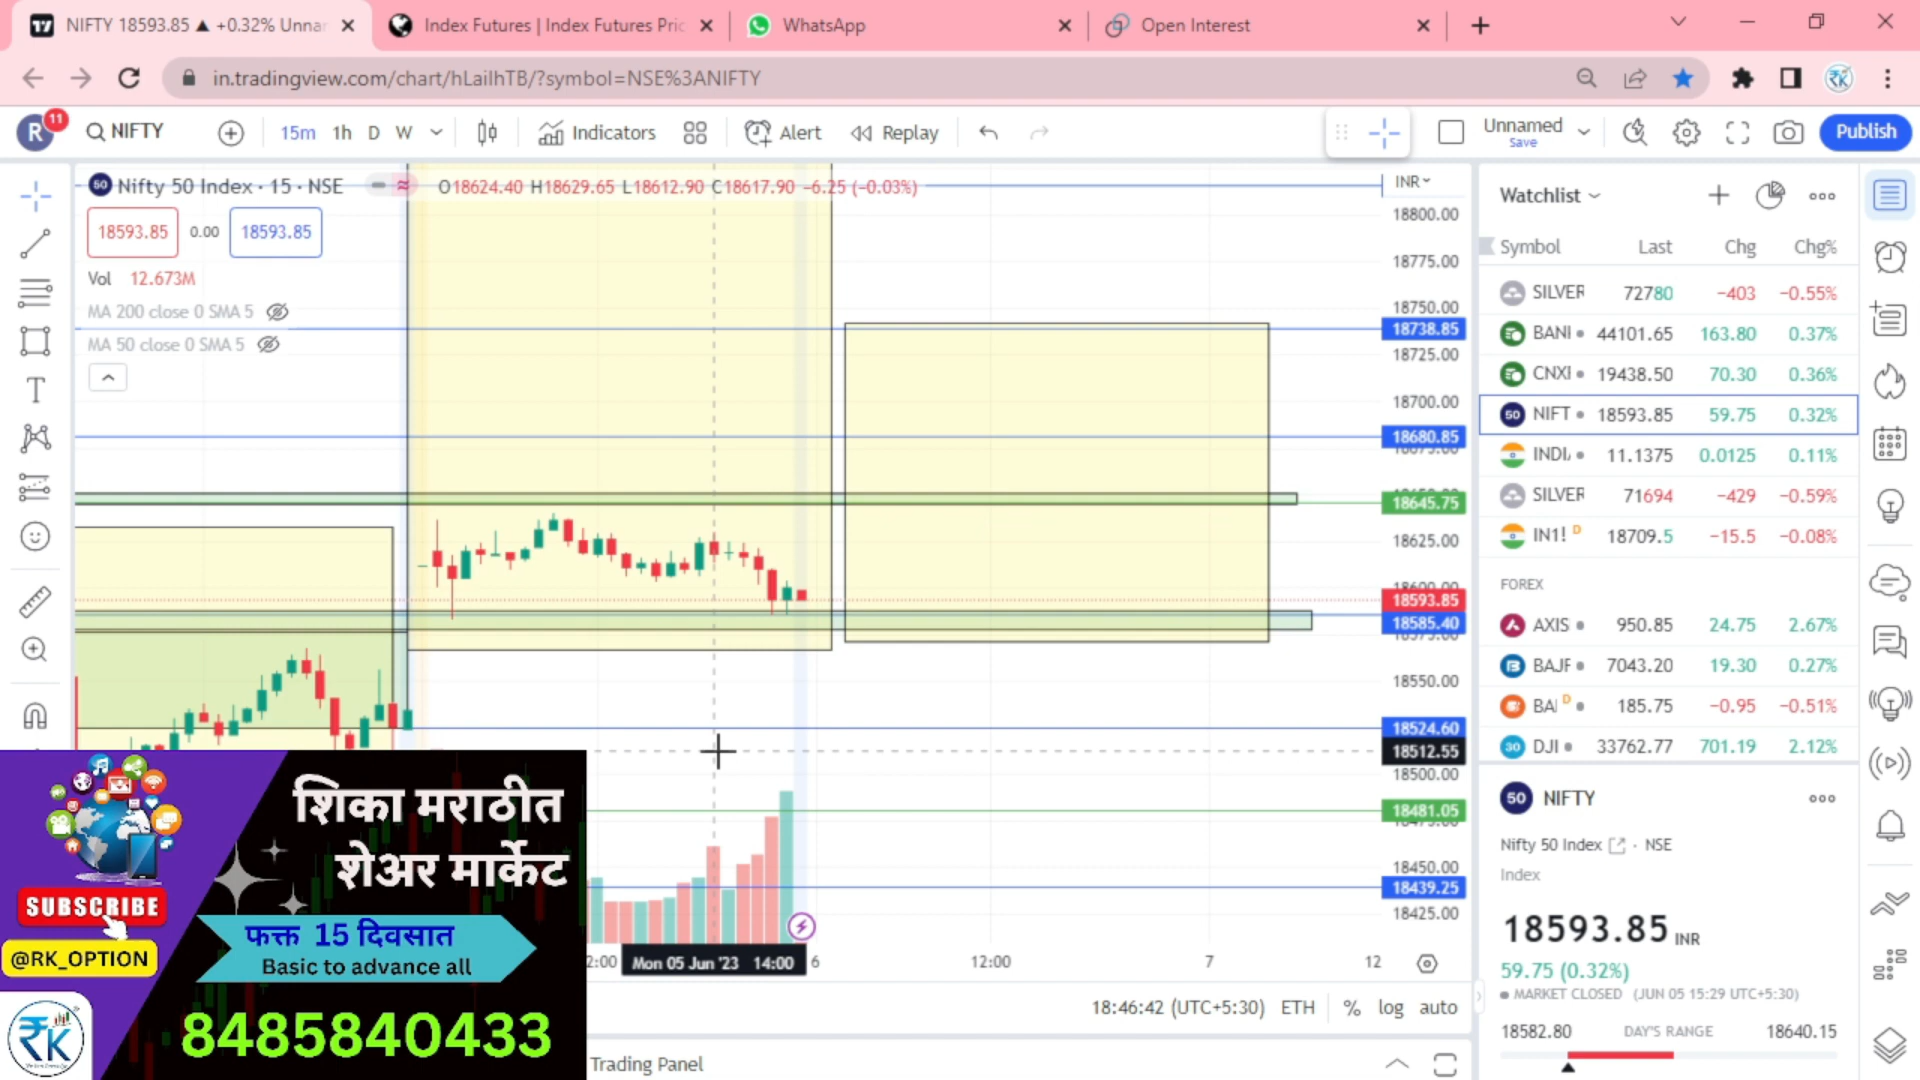 NIFTY 18593.85 ▲ +0.32% Unnar
Index Futures | Index Futures Pric
WhatsApp
Open Interest
in.tradingview.com/chart/hLaiIhTB/?symbol=NSE%3ANIFTY
R 11
NIFTY
15m 1h D W
Indicators
Alert
Replay
Unnamed
Save
Publish
50 Nifty 50 Index · 15 · NSE
O18624.40 H18629.65 L18612.90 C18617.90 −6.25 (−0.03%)
18593.85 0.00 18593.85
Vol 12.673M
MA 200 close 0 SMA 5
MA 50 close 0 SMA 5
INR
18800.00
18775.00
18750.00
18738.85
18725.00
18700.00
18680.85
18645.75
18625.00
18593.85
18585.40
18550.00
18524.60
18512.55
18500.00
18481.05
18450.00
18439.25
18425.00
2:00 Mon 05 Jun '23 14:00 6 12:00 7 12
18:46:42 (UTC+5:30) ETH % log auto
Trading Panel
Watchlist
Symbol Last Chg Chg%
SILVER 72780 −403 −0.55%
BANI 44101.65 163.80 0.37%
CNXI 19438.50 70.30 0.36%
50 NIFT 18593.85 59.75 0.32%
INDI 11.1375 0.0125 0.11%
SILVER 71694 −429 −0.59%
IN1! D 18709.5 −15.5 −0.08%
FOREX
AXIS 950.85 24.75 2.67%
BAJF 7043.20 19.30 0.27%
BAI D 185.75 −0.95 −0.51%
30 DJI 33762.77 701.19 2.12%
50 NIFTY
Nifty 50 Index · NSE
Index
18593.85 INR
59.75 (0.32%)
MARKET CLOSED (JUN 05 15:29 UTC+5:30)
18582.80 DAY'S RANGE 18640.15
शिका मराठीत
शेअर मार्केट
SUBSCRIBE
@RK_OPTION
फक्त 15 दिवसात
Basic to advance all
8485840433
₹K